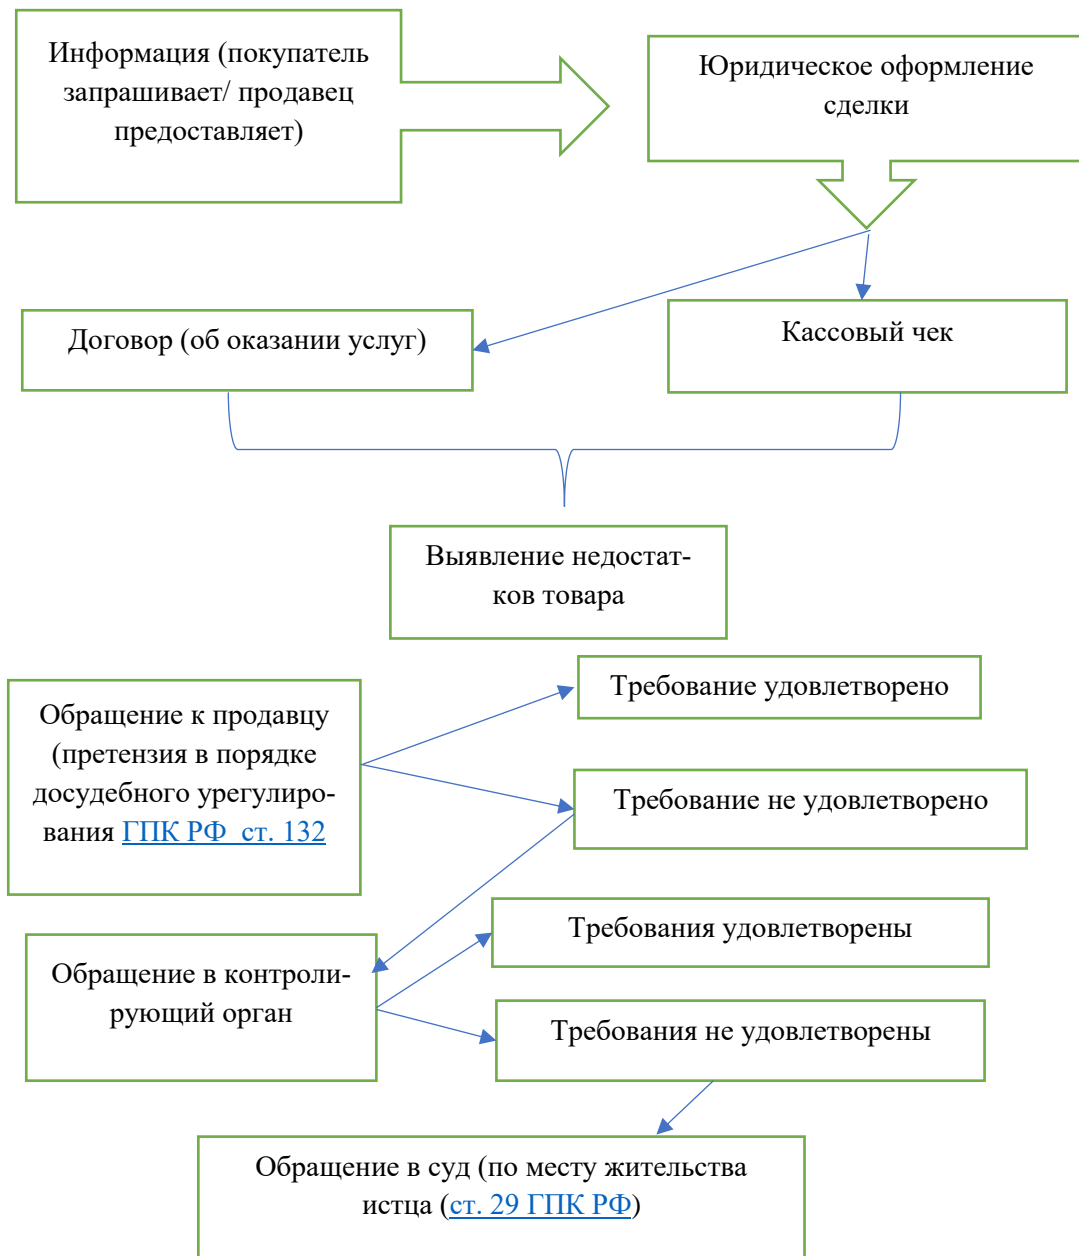 Информация (покупатель
запрашивает/ продавец
предоставляет)
Юридическое оформление
сделки
Договор (об оказании услуг)
Кассовый чек
Выявление недостат-
ков товара
Требование удовлетворено
Обращение к продавцу
(претензия в порядке
досудебного урегулиро-
вания ГПК РФ  ст. 132
Требование не удовлетворено
Требования удовлетворены
Обращение в контроли-
рующий орган
Требования не удовлетворены
Обращение в суд (по месту жительства
истца (ст. 29 ГПК РФ)